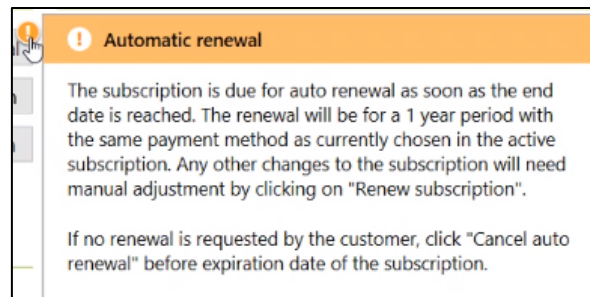 Automatic renewal
The subscription is due for auto renewal as soon as the end
date is reached. The renewal will be for a 1 year period with
the same payment method as currently chosen in the active
subscription. Any other changes to the subscription will need
manual adjustment by clicking on "Renew subscription".
If no renewal is requested by the customer, click "Cancel auto
renewal" before expiration date of the subscription.